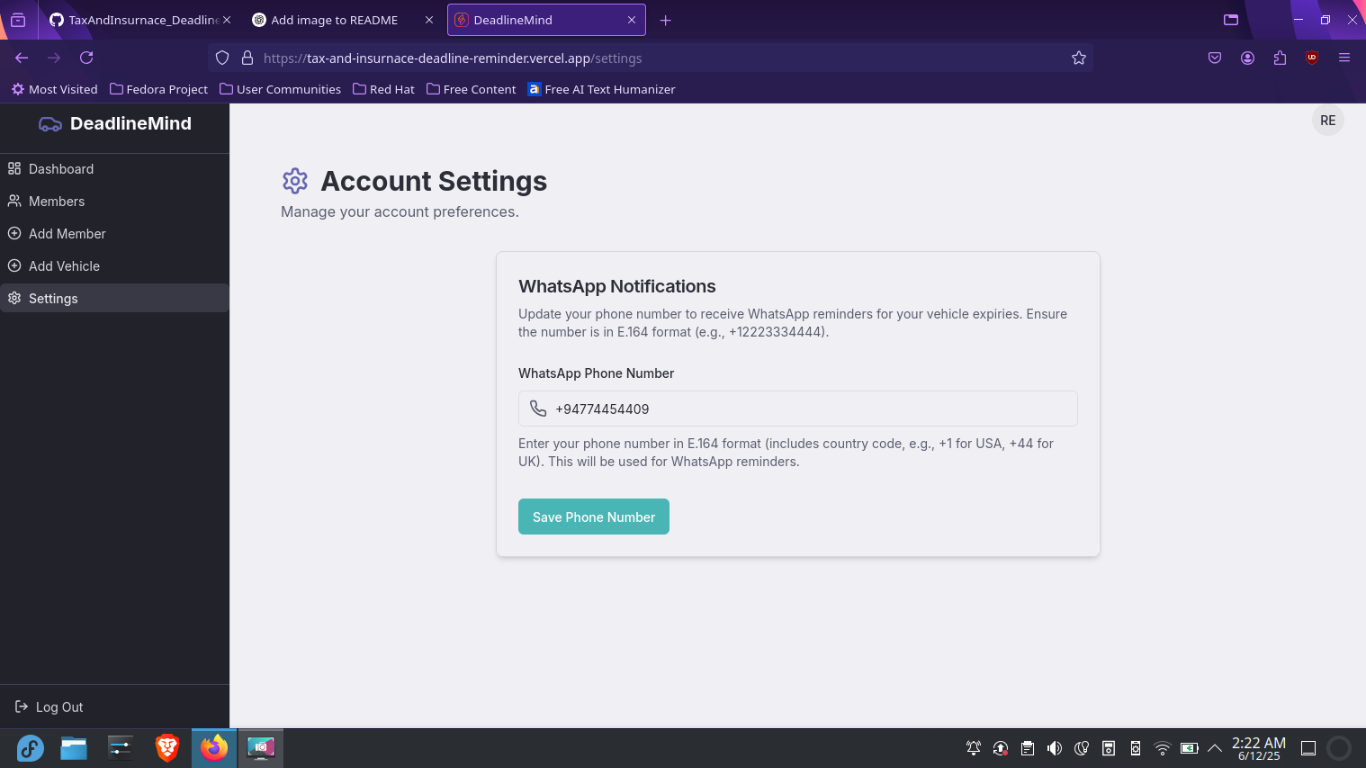 TaxAndInsurnace_Deadline
Add image to README
DeadlineMind
https://tax-and-insurnace-deadline-reminder.vercel.app/settings
Most Visited
Fedora Project
User Communities
Red Hat
Free Content
Free AI Text Humanizer
DeadlineMind
RE
Dashboard
Members
Add Member
Add Vehicle
Settings
Log Out
Account Settings
Manage your account preferences.
WhatsApp Notifications
Update your phone number to receive WhatsApp reminders for your vehicle expiries. Ensure
the number is in E.164 format (e.g., +12223334444).
WhatsApp Phone Number
+94774454409
Enter your phone number in E.164 format (includes country code, e.g., +1 for USA, +44 for
UK). This will be used for WhatsApp reminders.
Save Phone Number
2:22 AM
6/12/25